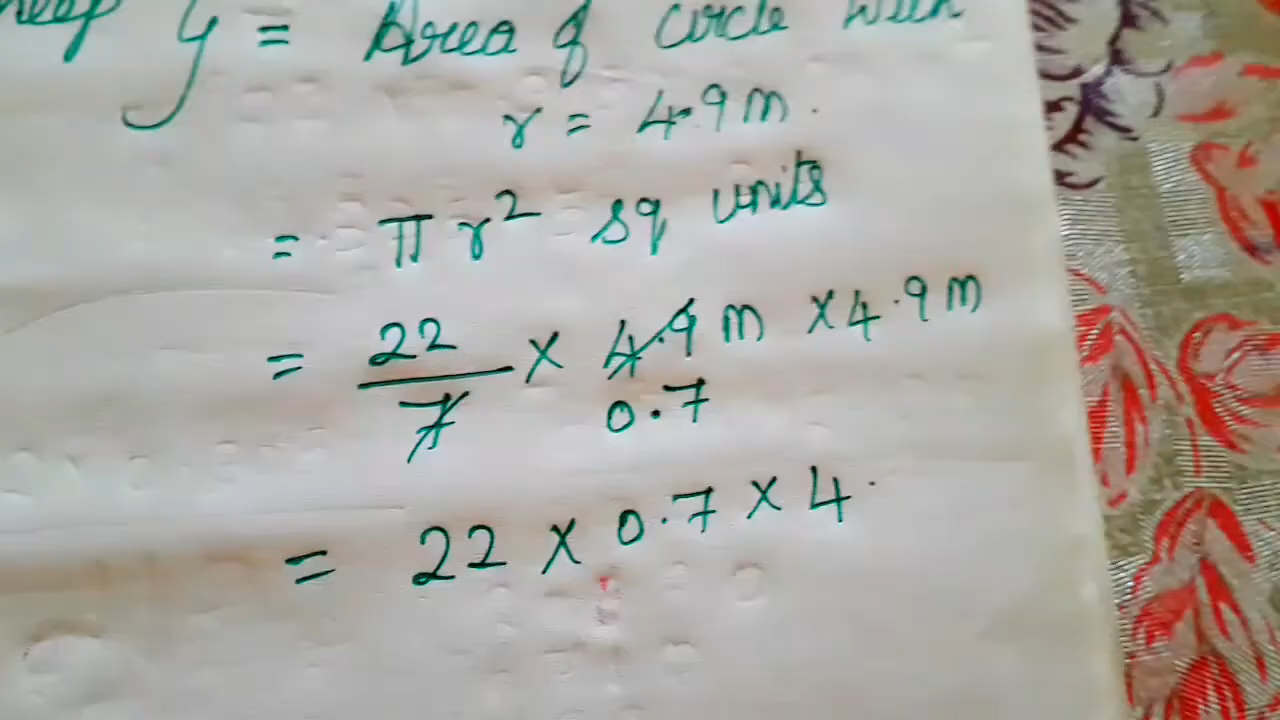 = Area of circle with
r = 4.9m.
= πr² sq units
= 22/7 × 4.9 m × 4.9 m
0.7
= 22 × 0.7 × 4.